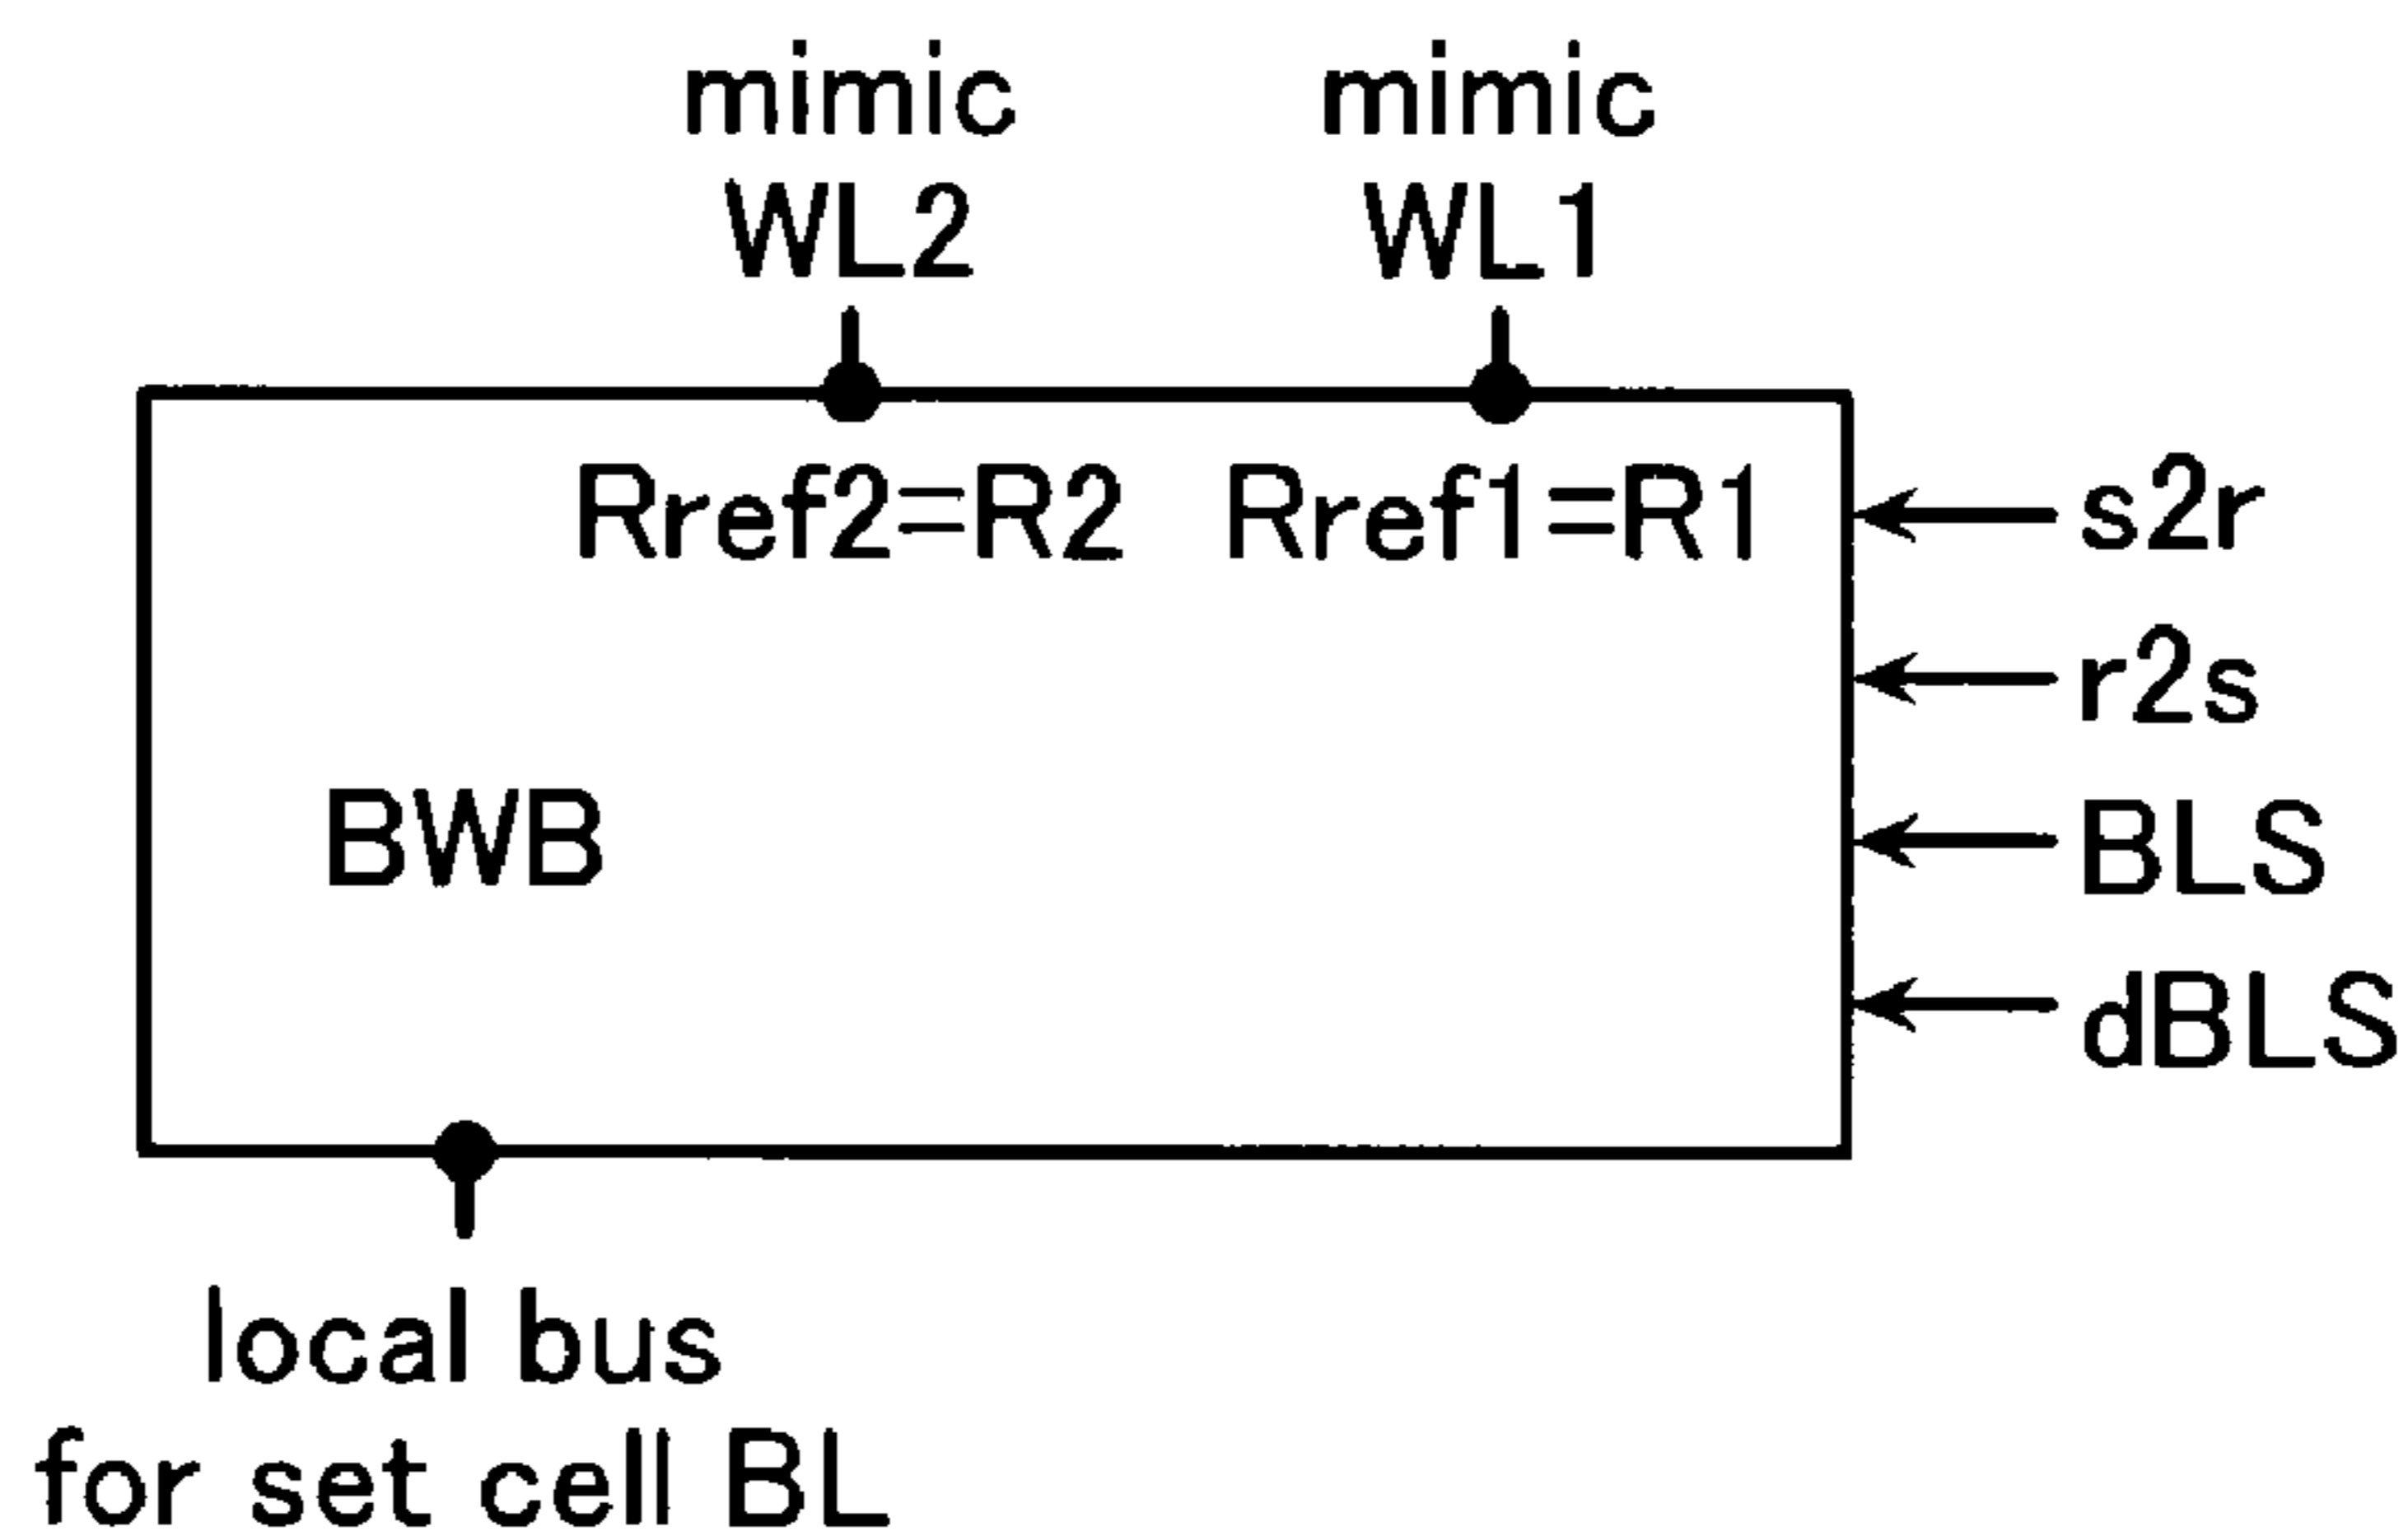 mimic
WL2
mimic
WL1
Rref2=R2
Rref1=R1
s2r
r2s
BWB
BLS
dBLS
local bus
for set cell BL